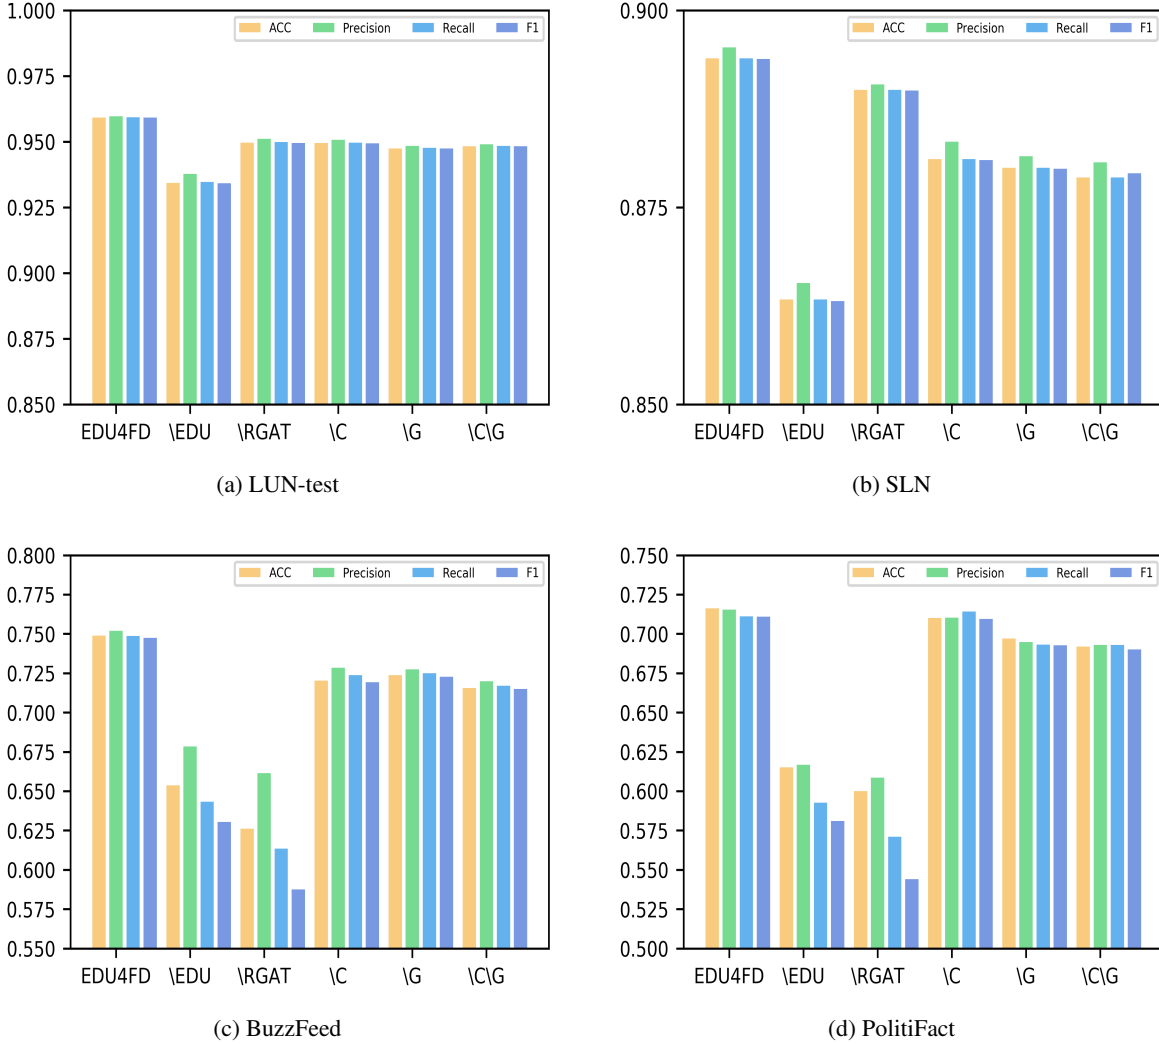 1.000
0.975
0.950
0.925
0.900
0.875
0.850
ACC Precision Recall F1
EDU4FD \EDU \RGAT \C \G \C\G
(a) LUN-test
0.900
0.875
0.850
ACC Precision Recall F1
EDU4FD \EDU \RGAT \C \G \C\G
(b) SLN
0.800
0.775
0.750
0.725
0.700
0.675
0.650
0.625
0.600
0.575
0.550
ACC Precision Recall F1
EDU4FD \EDU \RGAT \C \G \C\G
(c) BuzzFeed
0.750
0.725
0.700
0.675
0.650
0.625
0.600
0.575
0.550
0.525
0.500
ACC Precision Recall F1
EDU4FD \EDU \RGAT \C \G \C\G
(d) PolitiFact